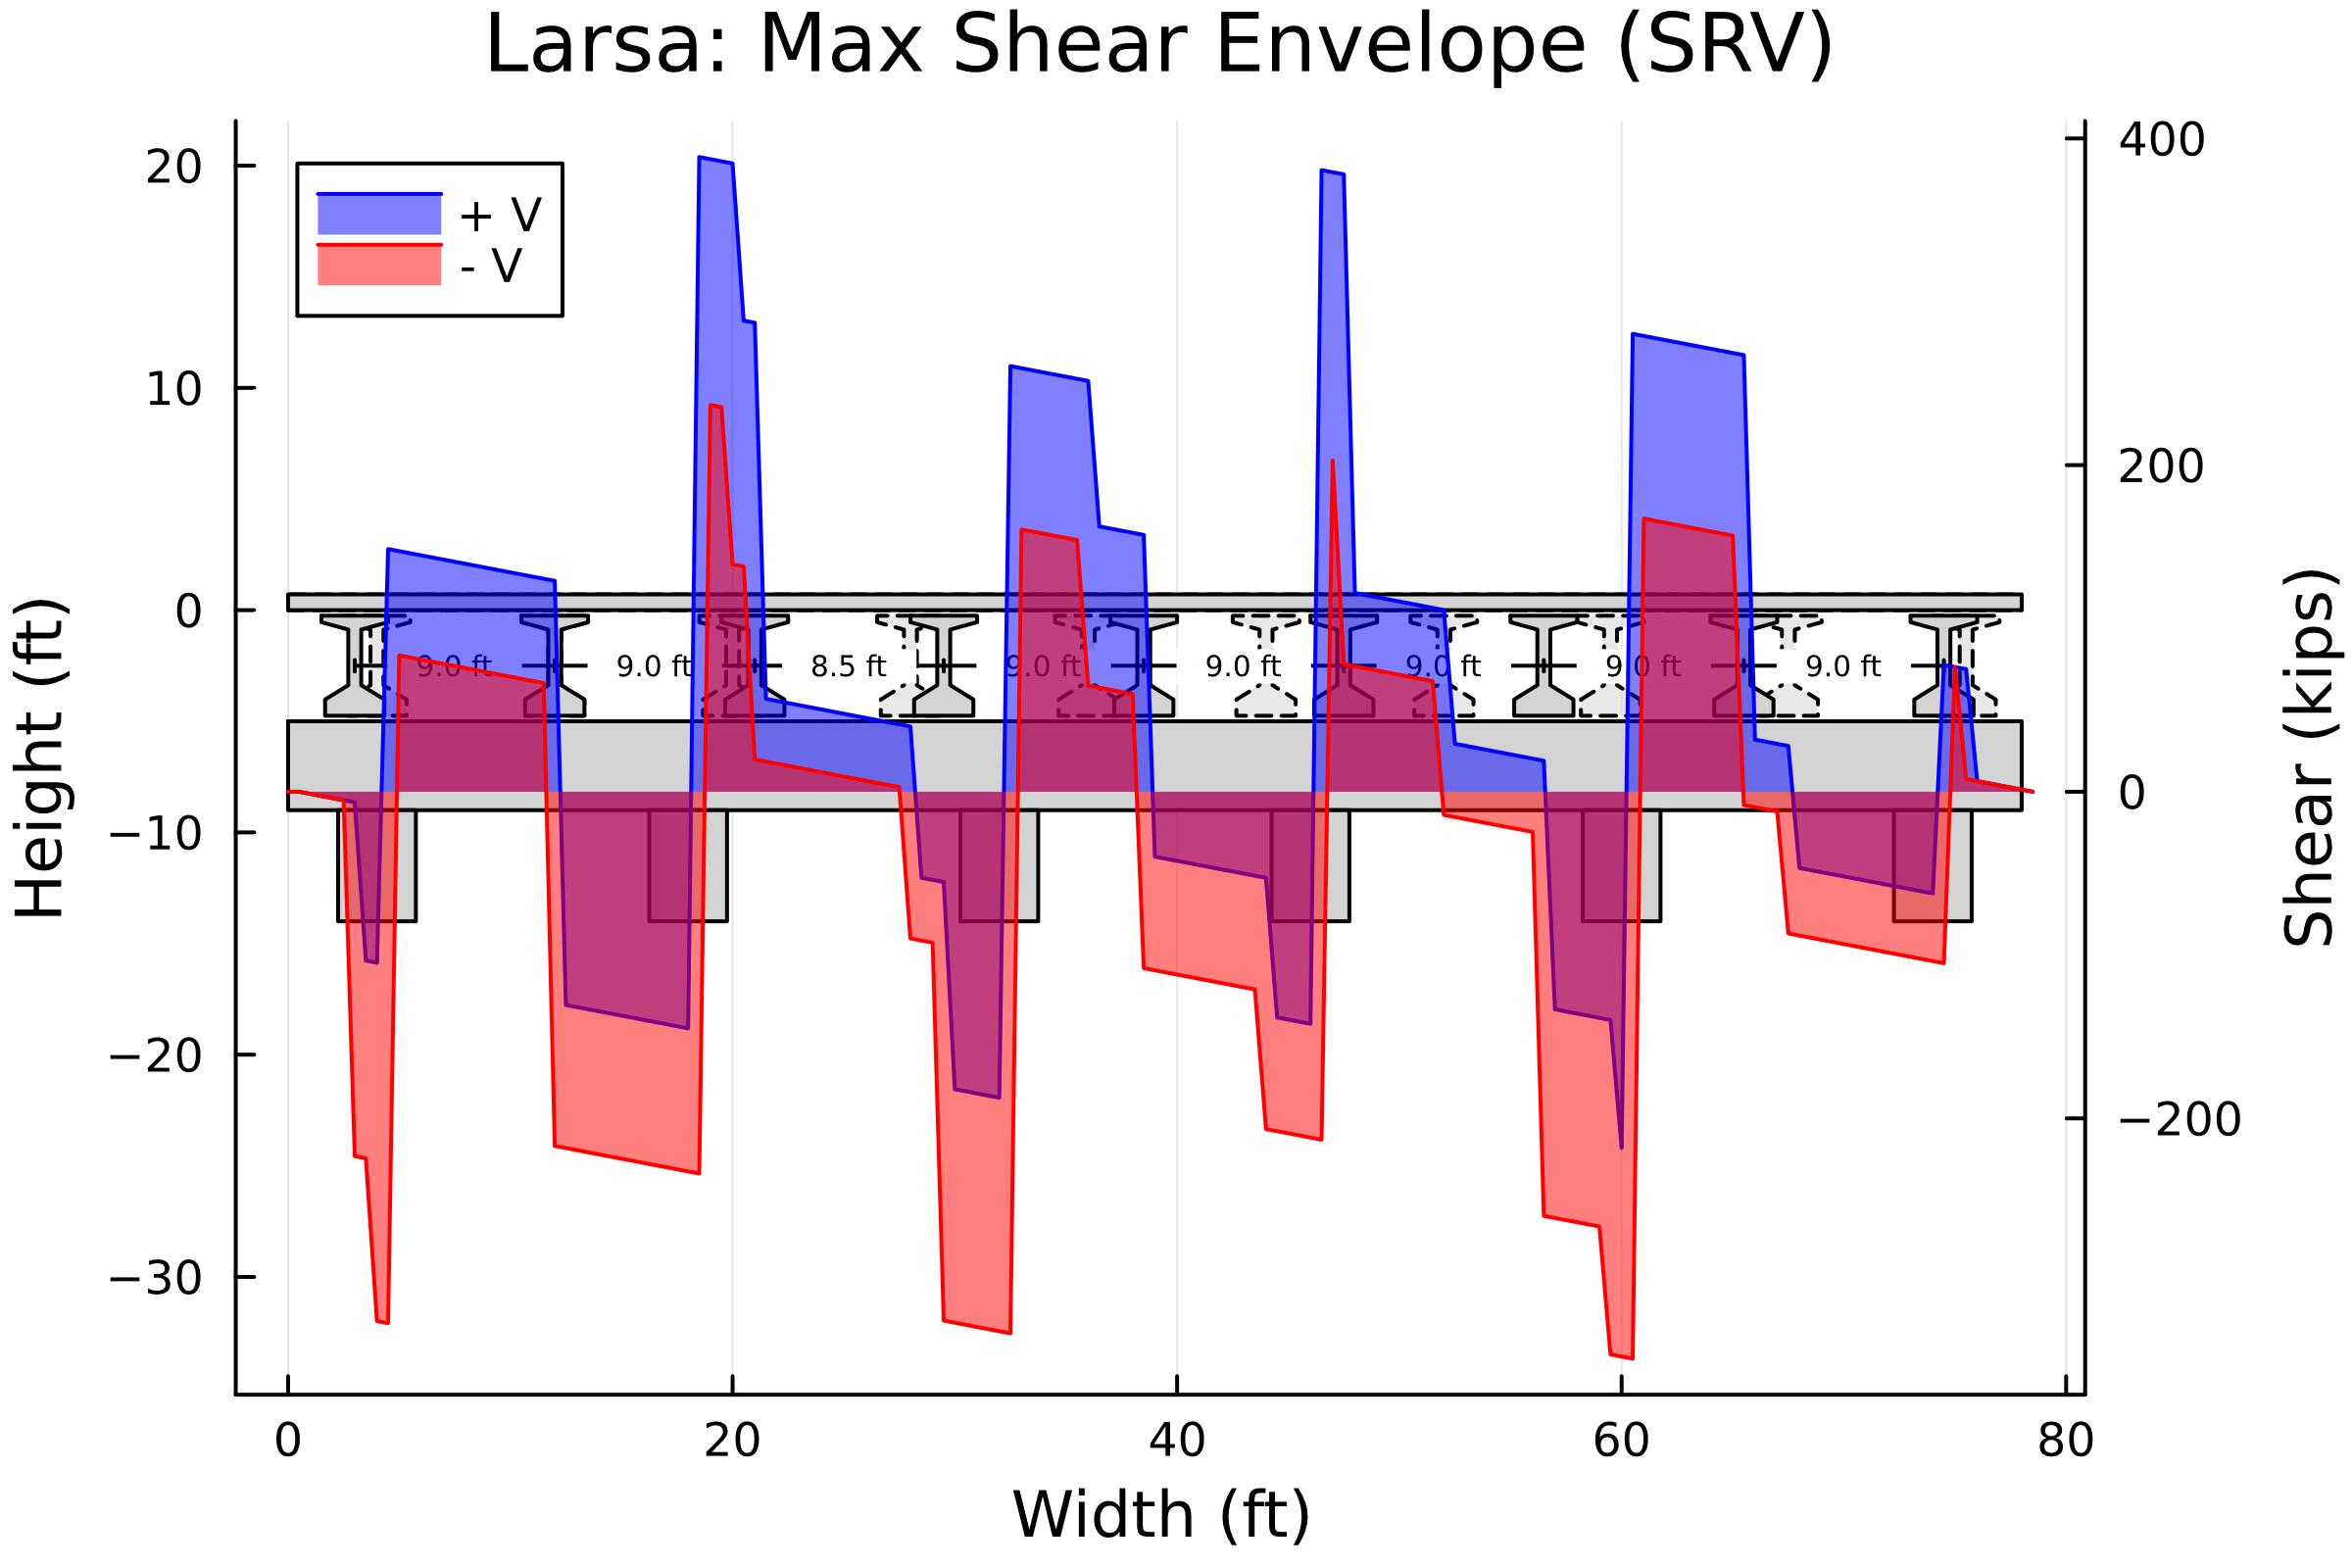 Larsa: Max Shear Envelope (SRV)
+ V
- V
20
10
0
−10
−20
−30
Height (ft)
400
200
0
−200
Shear (kips)
9.0 ft
9.0 ft
8.5 ft
9.0 ft
9.0 ft
9.0 ft
9.0 ft
9.0 ft
0
20
40
60
80
Width (ft)